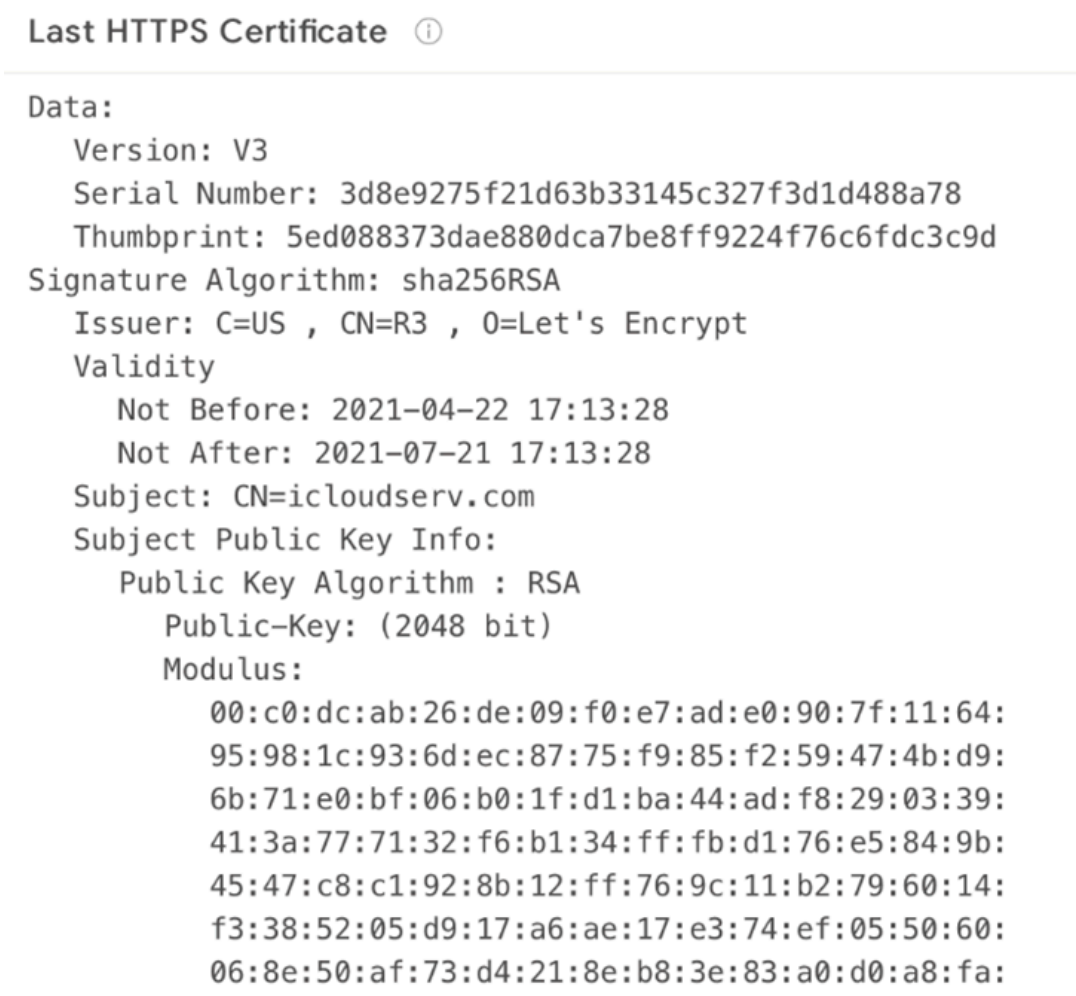 Last HTTPS Certificate
Data:
Version: V3
Serial Number: 3d8e9275f21d63b33145c327f3d1d488a78
Thumbprint: 5ed088373dae880dca7be8ff9224f76c6fdc3c9d
Signature Algorithm: sha256RSA
Issuer: C=US , CN=R3 , O=Let's Encrypt
Validity
Not Before: 2021-04-22 17:13:28
Not After: 2021-07-21 17:13:28
Subject: CN=icloudserv.com
Subject Public Key Info:
Public Key Algorithm : RSA
Public-Key: (2048 bit)
Modulus:
00:c0:dc:ab:26:de:09:f0:e7:ad:e0:90:7f:11:64:
95:98:1c:93:6d:ec:87:75:f9:85:f2:59:47:4b:d9:
6b:71:e0:bf:06:b0:1f:d1:ba:44:ad:f8:29:03:39:
41:3a:77:71:32:f6:b1:34:ff:fb:d1:76:e5:84:9b:
45:47:c8:c1:92:8b:12:ff:76:9c:11:b2:79:60:14:
f3:38:52:05:d9:17:a6:ae:17:e3:74:ef:05:50:60:
06:8e:50:af:73:d4:21:8e:b8:3e:83:a0:d0:a8:fa: